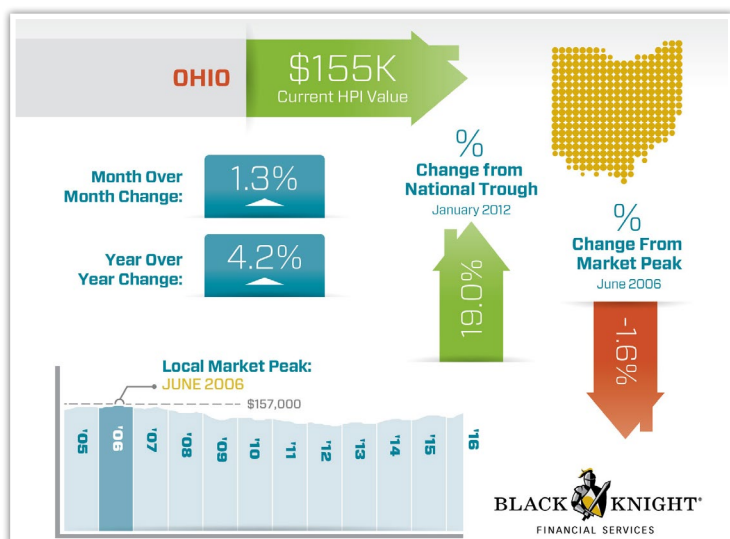 OHIO
$155K
Current HPI Value
Month Over
Month Change:
1.3%
Year Over
Year Change:
4.2%
%
Change from
National Trough
January 2012
19.0%
%
Change From
Market Peak
June 2006
-1.6%
Local Market Peak:
JUNE 2006
$157,000
'05
'06
'07
'08
'09
'10
'11
'12
'13
'14
'15
'16
BLACK KNIGHT®
FINANCIAL SERVICES